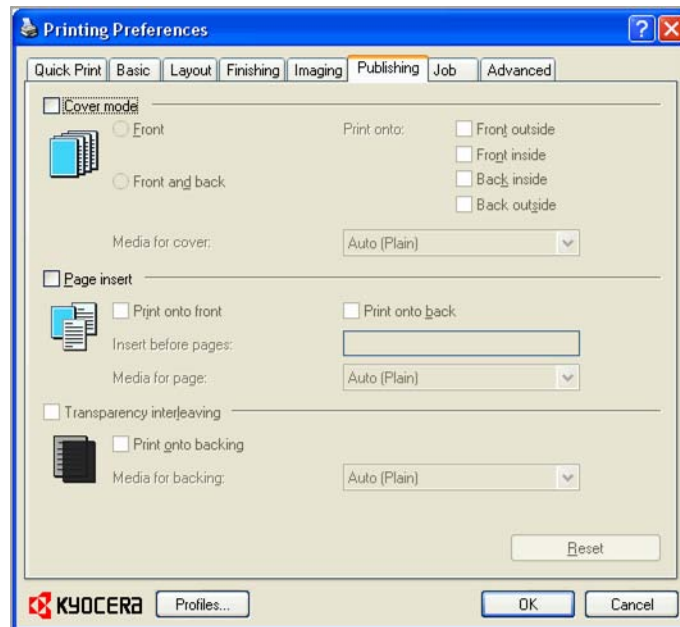 Printing Preferences
Quick Print Basic Layout Finishing Imaging Publishing Job Advanced
Cover mode
Front Print onto: Front outside
Front inside
Front and back Back inside
Back outside
Media for cover: Auto (Plain)
Page insert
Print onto front Print onto back
Insert before pages:
Media for page: Auto (Plain)
Transparency interleaving
Print onto backing
Media for backing: Auto (Plain)
Reset
KYOCERA Profiles... OK Cancel